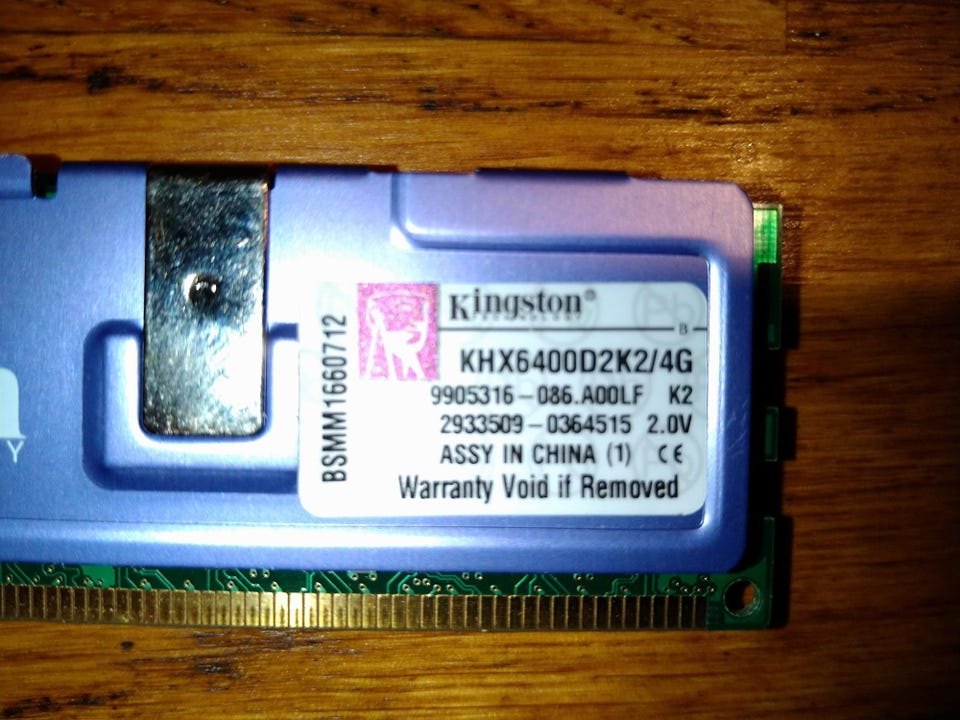 Kingston®
B
KHX6400D2K2/4G
9905316-086.A00LF K2
2933509-0364515 2.0V
ASSY IN CHINA (1) CE
Warranty Void if Removed
BSMM1660712
Y